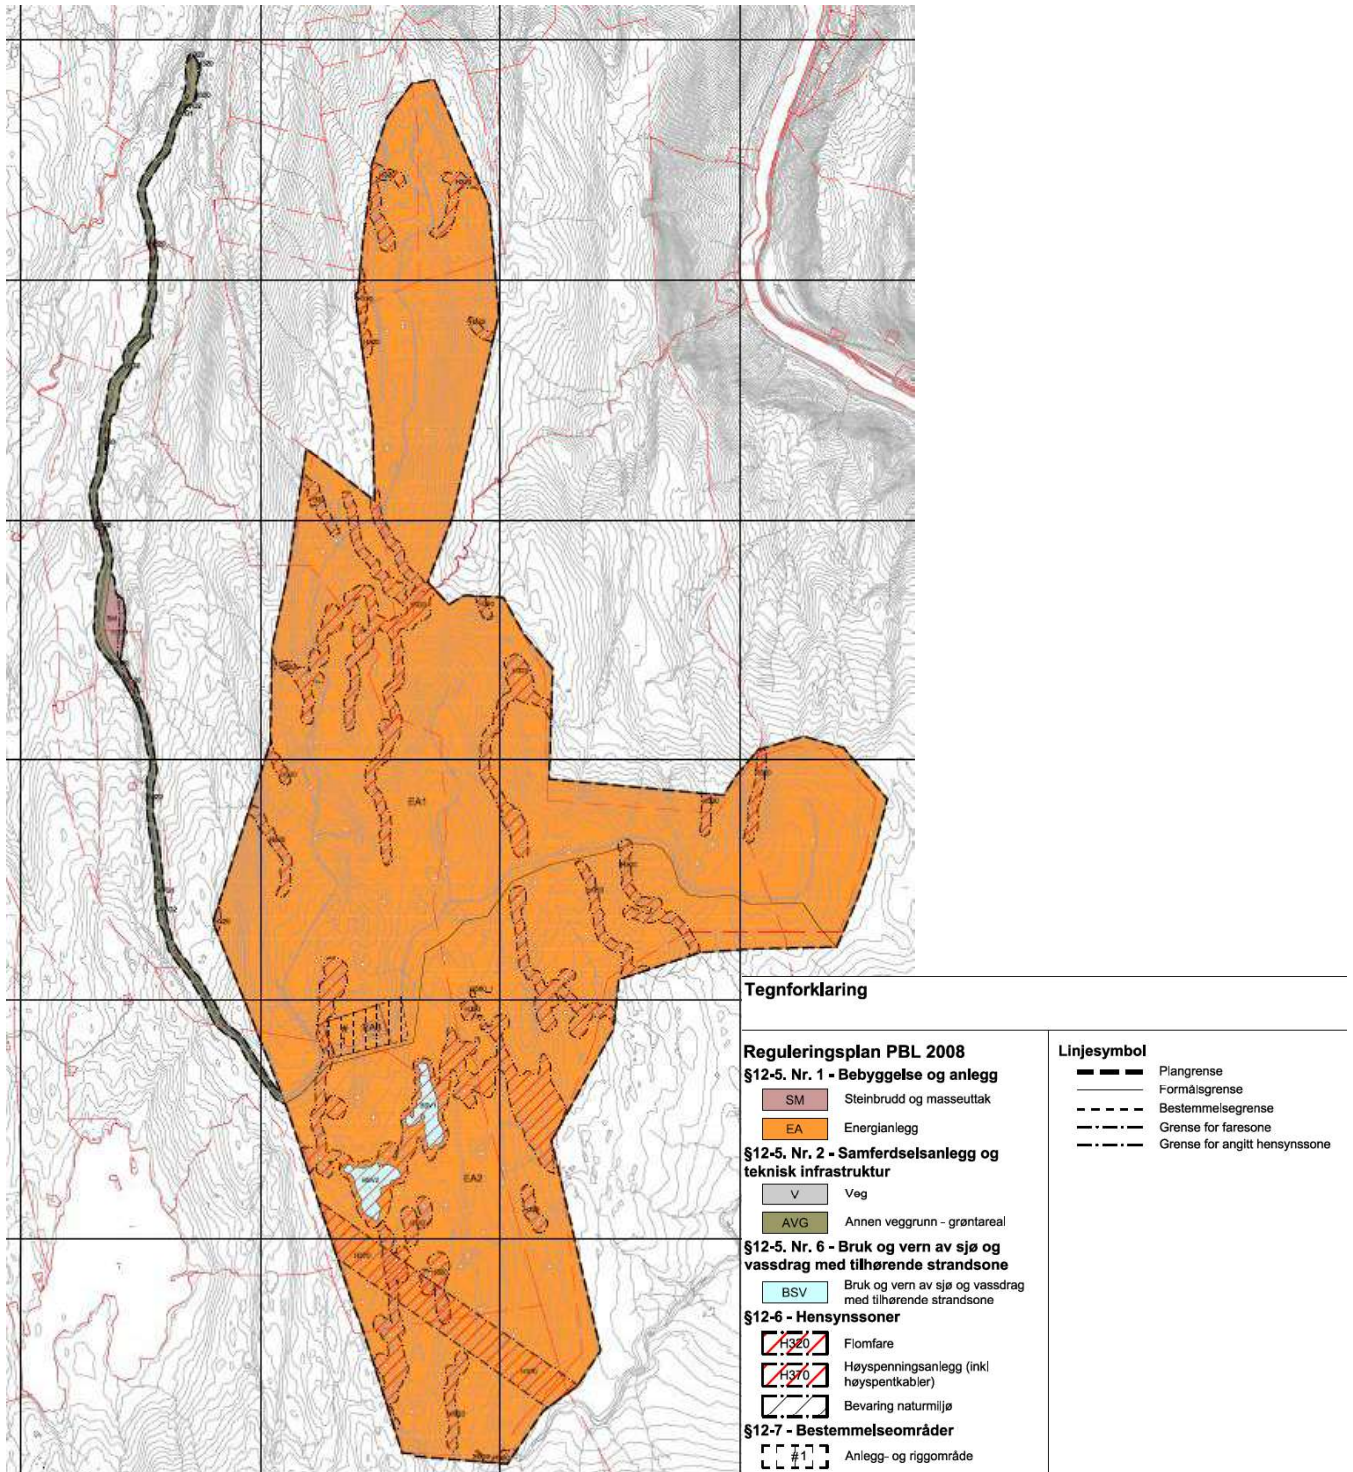 EA1
SM
EA2
BSV1
Tegnforklaring
Reguleringsplan PBL 2008
§12-5. Nr. 1 - Bebyggelse og anlegg
SM Steinbrudd og masseuttak
EA Energianlegg
§12-5. Nr. 2 - Samferdselsanlegg og
teknisk infrastruktur
V Veg
AVG Annen veggrunn - grøntareal
§12-5. Nr. 6 - Bruk og vern av sjø og
vassdrag med tilhørende strandsone
BSV Bruk og vern av sjø og vassdrag
med tilhørende strandsone
§12-6 - Hensynssoner
H320 Flomfare
H370 Høyspenningsanlegg (inkl
høyspentkabler)
Bevaring naturmiljø
§12-7 - Bestemmelseområder
#1 Anlegg- og riggområde
Linjesymbol
Plangrense
Formålsgrense
Bestemmelsegrense
Grense for faresone
Grense for angitt hensynssone